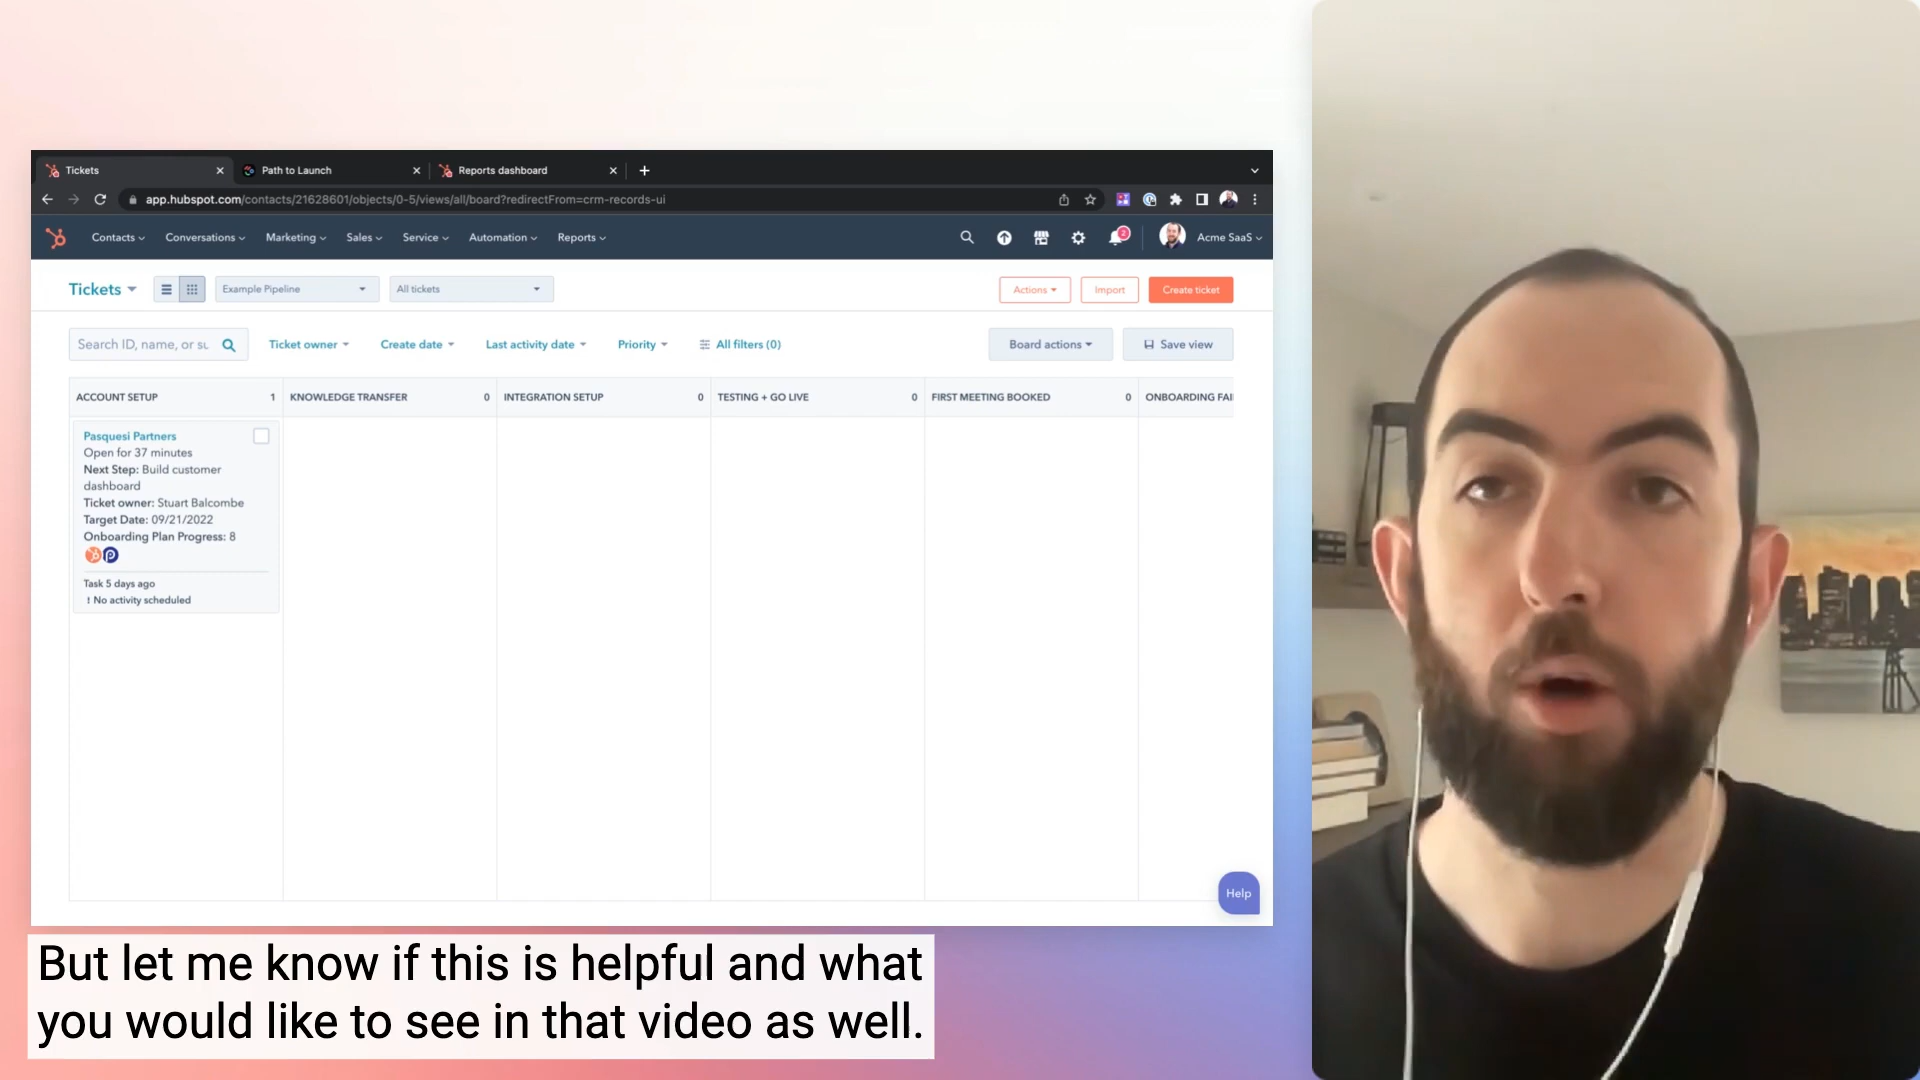 Tickets
Path to Launch
Reports dashboard
app.hubspot.com/contacts/21628601/objects/0-5/views/all/board?redirectFrom=crm-records-ui
Contacts Conversations Marketing Sales Service Automation Reports
2
Acme SaaS
Tickets
Example Pipeline
All tickets
Actions
Import
Create ticket
Search ID, name, or su
Ticket owner Create date Last activity date Priority All filters (0)
Board actions
Save view
ACCOUNT SETUP 1
KNOWLEDGE TRANSFER 0
INTEGRATION SETUP 0
TESTING + GO LIVE 0
FIRST MEETING BOOKED 0
ONBOARDING FAI
Pasquesi Partners
Open for 37 minutes
Next Step: Build customer
dashboard
Ticket owner: Stuart Balcombe
Target Date: 09/21/2022
Onboarding Plan Progress: 8
Task 5 days ago
! No activity scheduled
Help
But let me know if this is helpful and what
you would like to see in that video as well.